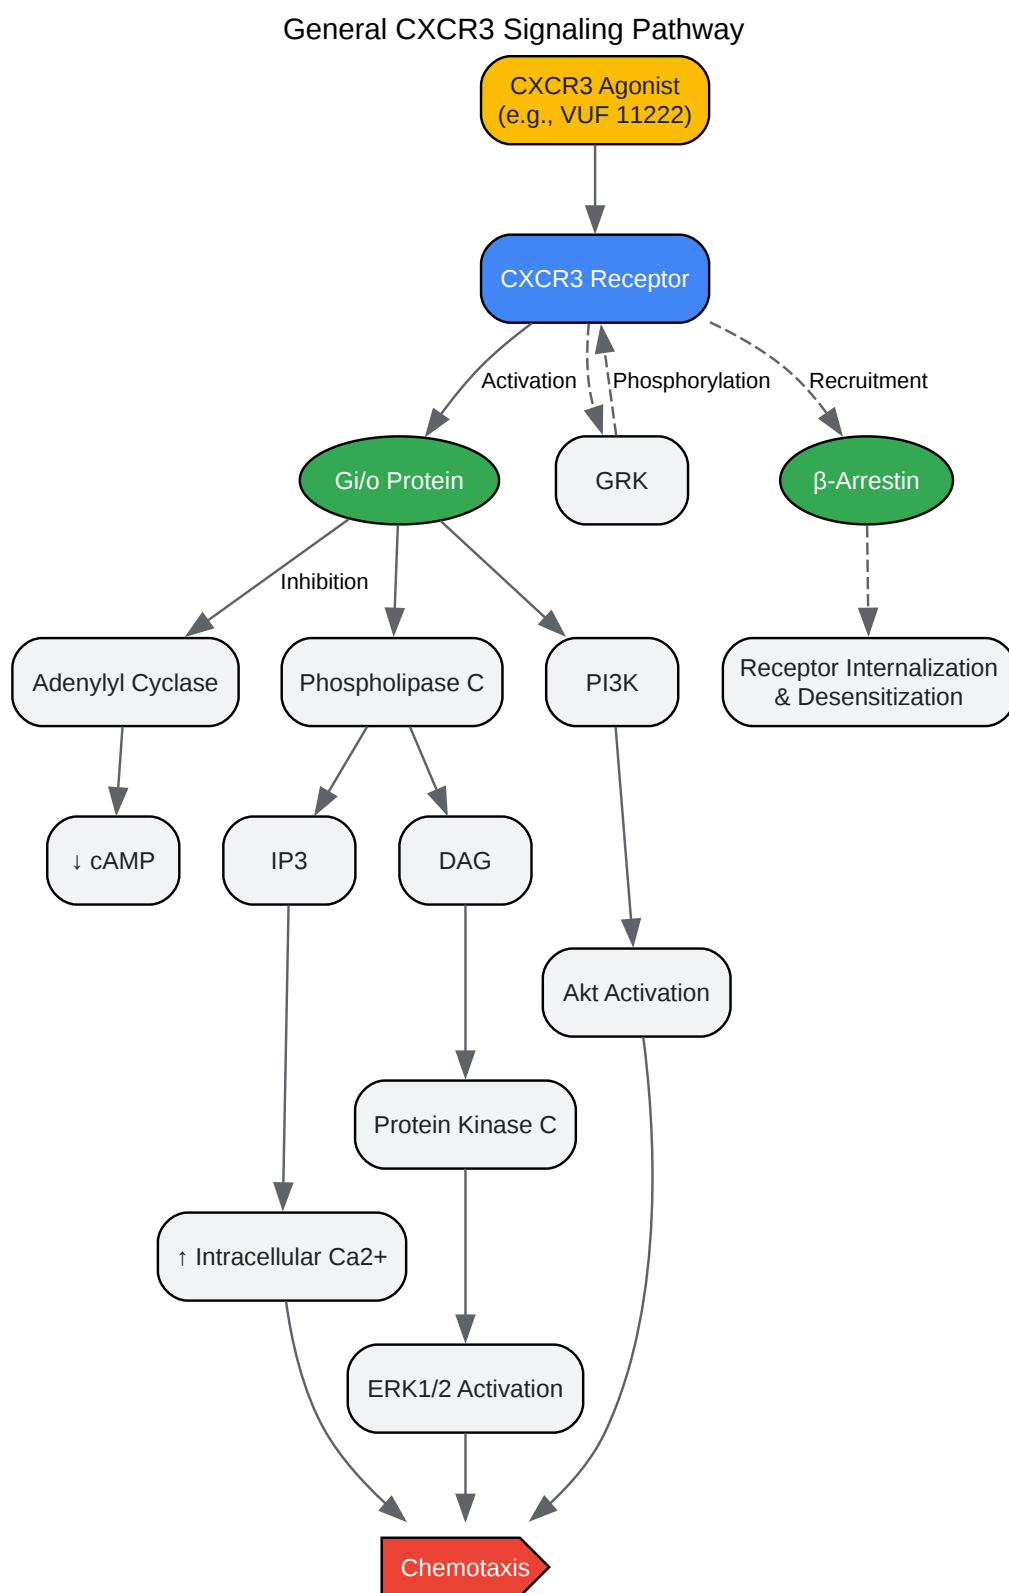 General CXCR3 Signaling Pathway
CXCR3 Agonist
(e.g., VUF 11222)
CXCR3 Receptor
Activation
Phosphorylation
Recruitment
Gi/o Protein
GRK
β-Arrestin
Inhibition
Adenylyl Cyclase
Phospholipase C
PI3K
Receptor Internalization
& Desensitization
↓ cAMP
IP3
DAG
Akt Activation
Protein Kinase C
↑ Intracellular Ca2+
ERK1/2 Activation
Chemotaxis